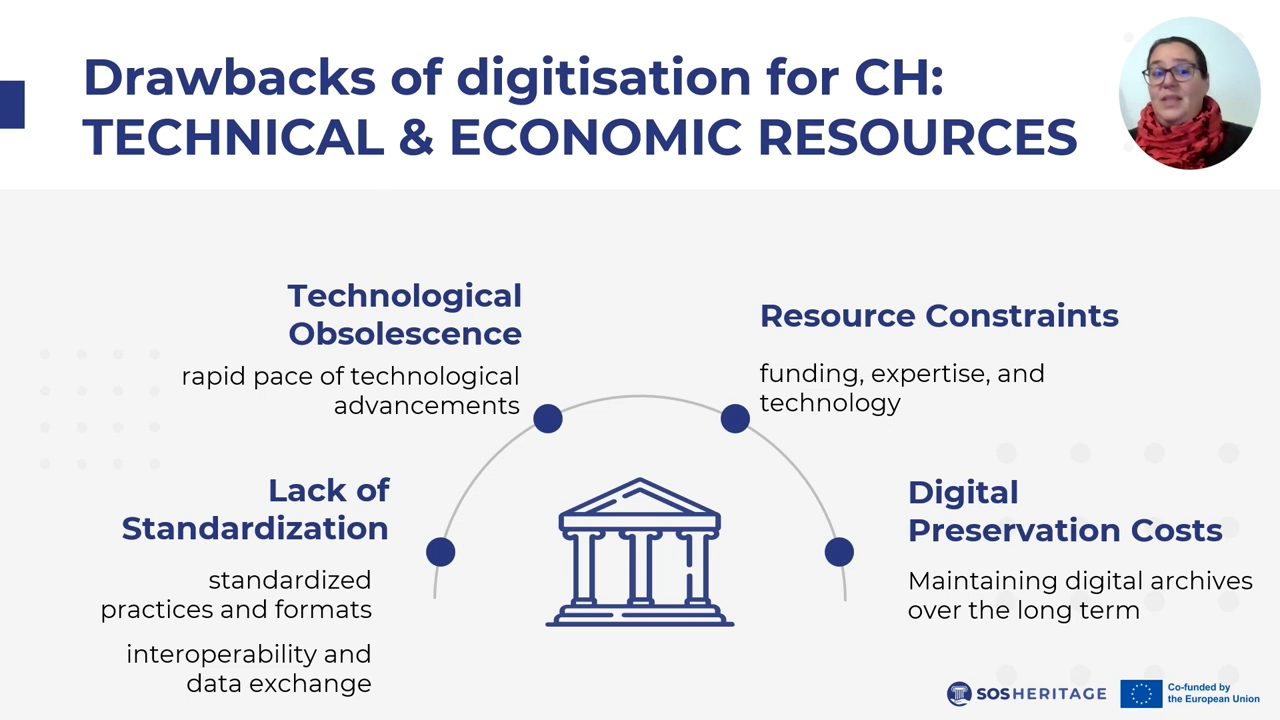 Drawbacks of digitisation for CH:
TECHNICAL & ECONOMIC RESOURCES
Technological
Obsolescence
rapid pace of technological
advancements
Resource Constraints
funding, expertise, and
technology
Lack of
Standardization
standardized
practices and formats
interoperability and
data exchange
Digital
Preservation Costs
Maintaining digital archives
over the long term
SOSHERITAGE
Co-funded by
the European Union